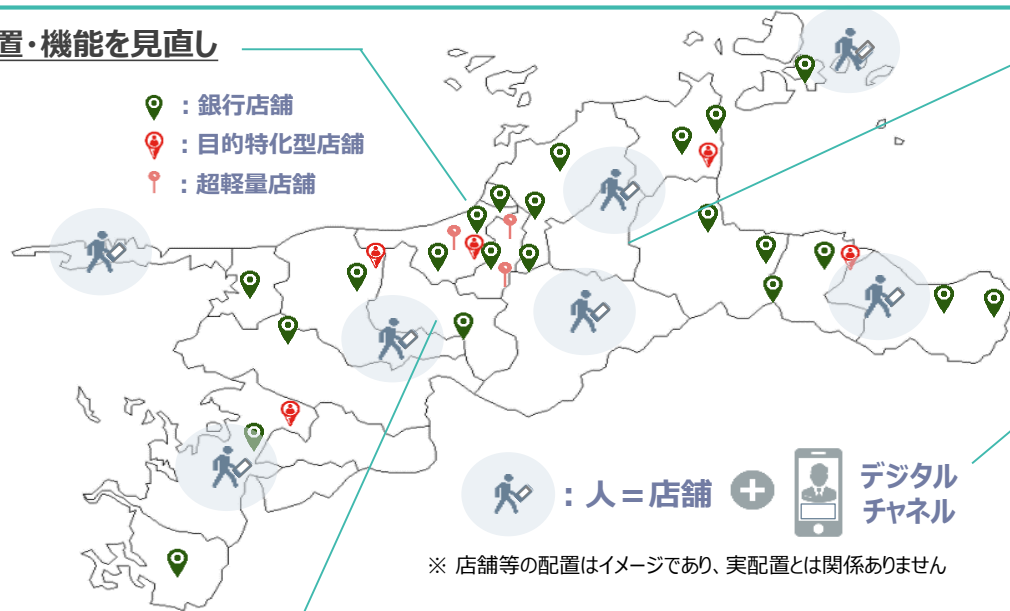 置・機能を見直し
：銀行店舗
：目的特化型店舗
：超軽量店舗
：人＝店舗
デジタル
チャネル
※ 店舗等の配置はイメージであり、実配置とは関係ありません